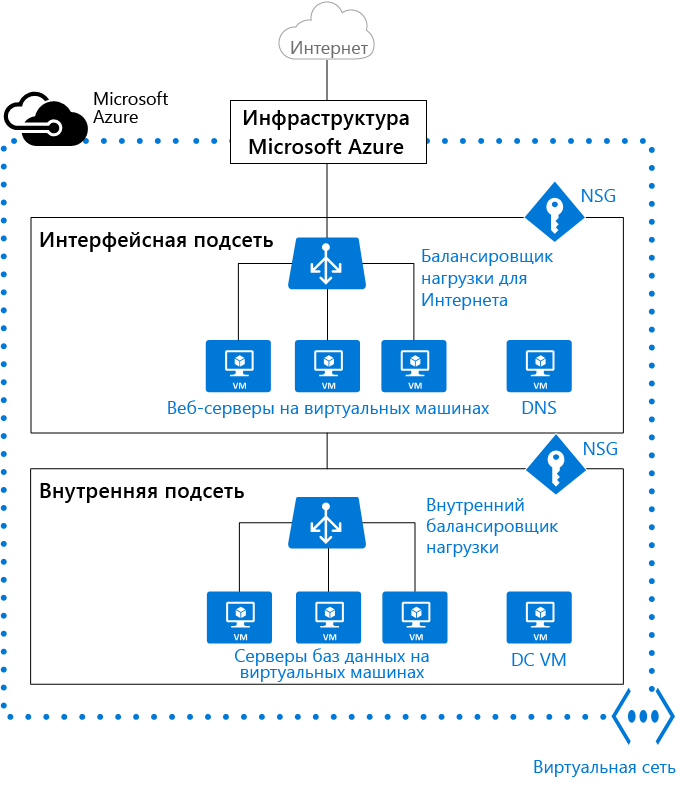 Интернет
Microsoft
Azure
Инфраструктура
Microsoft Azure
NSG
Интерфейсная подсеть
Балансировщик
нагрузки для
Интернета
VM
VM
VM
VM
Веб-серверы на виртуальных машинах
DNS
NSG
Внутренняя подсеть
Внутренний
балансировщик
нагрузки
VM
VM
VM
VM
Серверы баз данных на
виртуальных машинах
DC VM
Виртуальная сеть